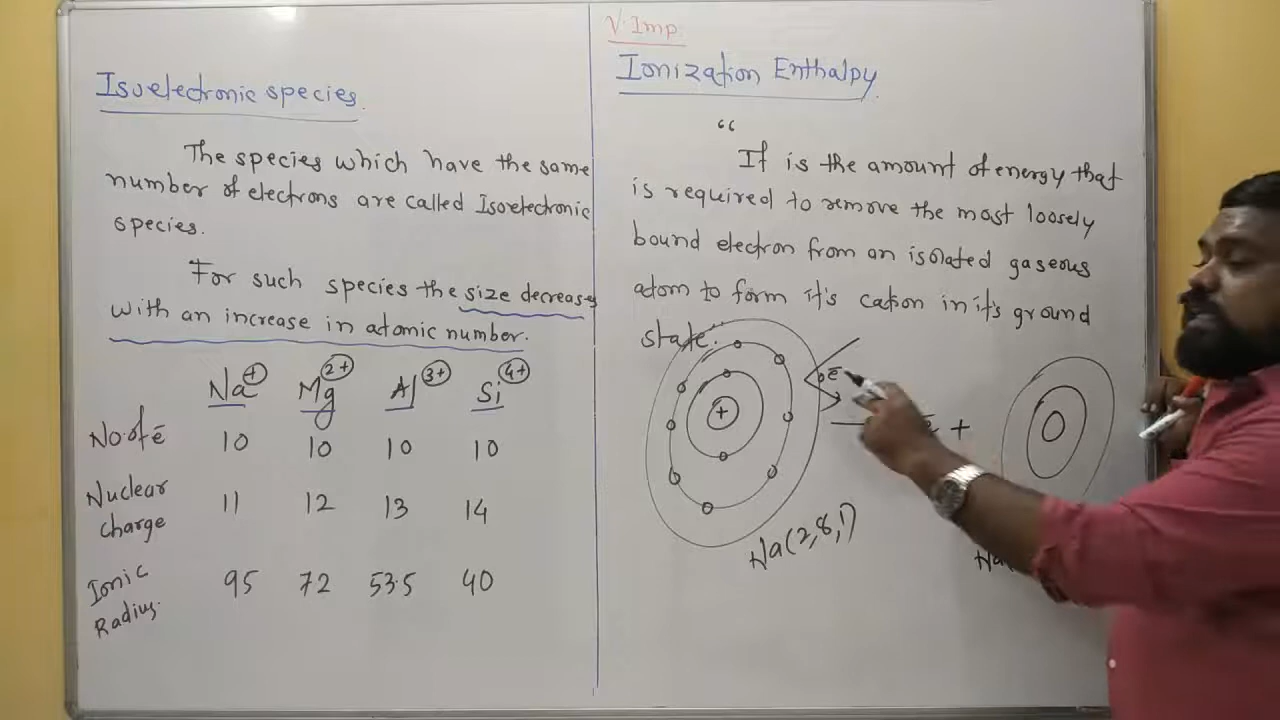 Isoelectronic species.
The species which have the same
number of electrons are called Isoelectronic
species.
For such species the size decreases
with an increase in atomic number.
Na+ Mg2+ Al3+ Si4+
No.of ē 10 10 10 10
Nuclear charge 11 12 13 14
Ionic Radius. 95 72 53.5 40
V.Imp
Ionization Enthalpy.
“
It is the amount of energy that
is required to remove the most loosely
bound electron from an isolated gaseous
atom to form it's cation in it's ground
state."
+
ē
+
Na(2,8,1)